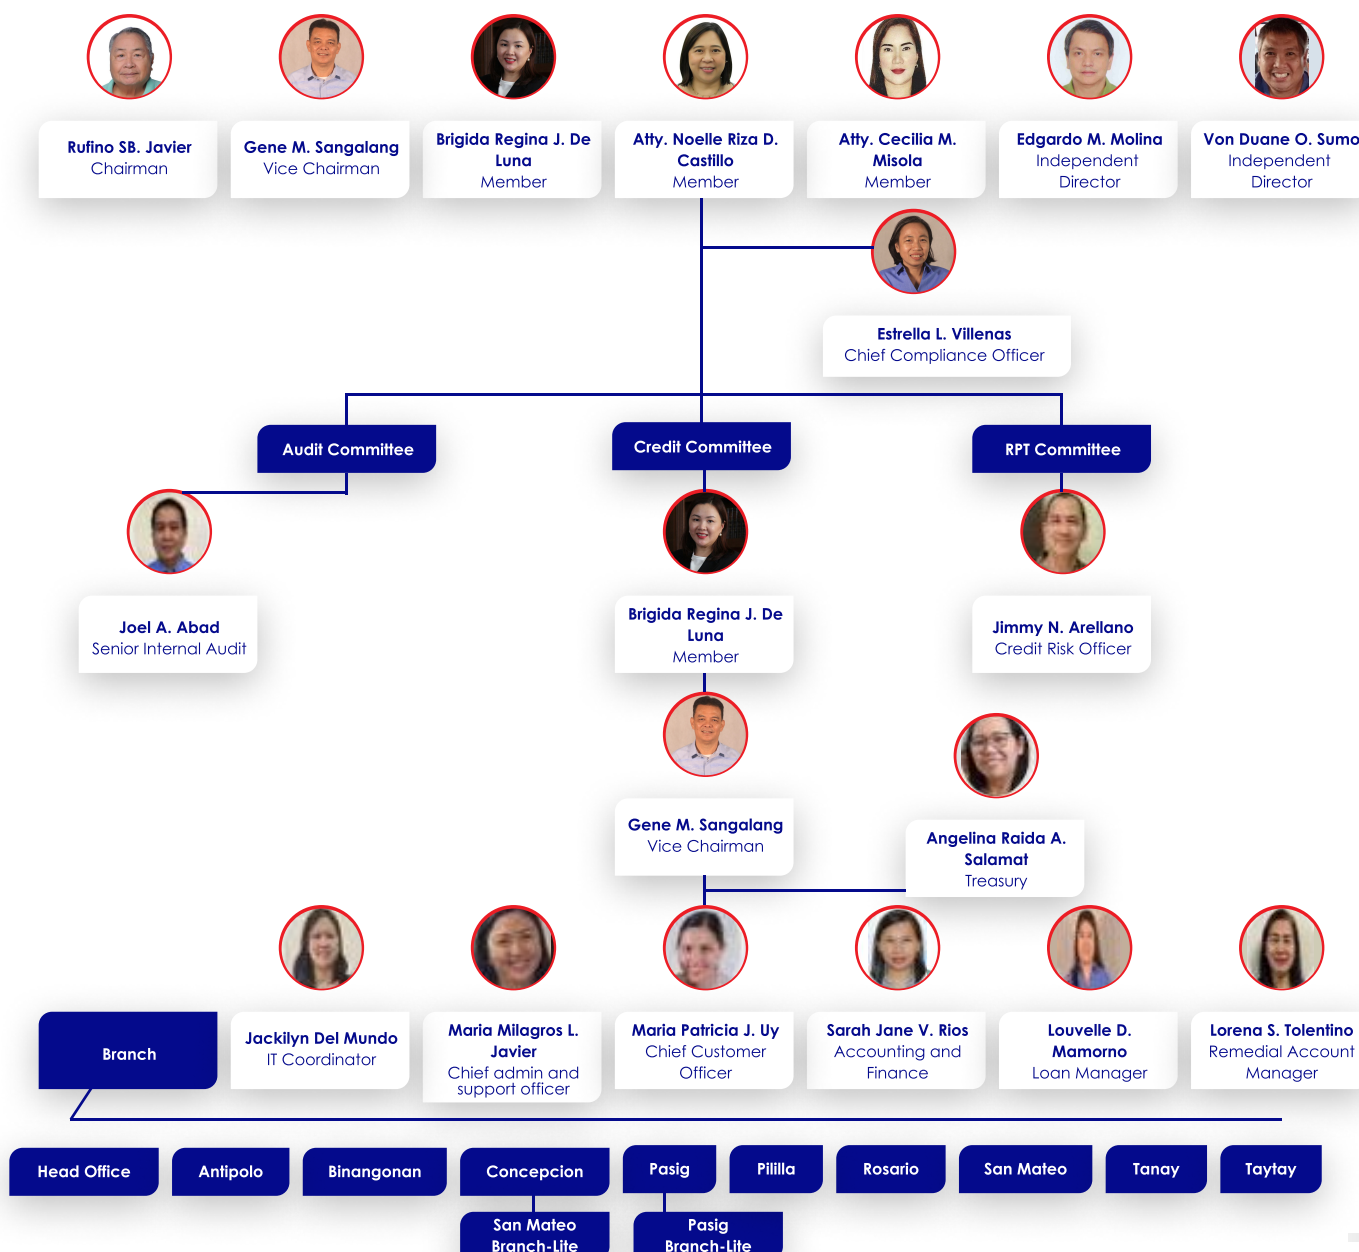 Rufino SB. Javier
Chairman
Gene M. Sangalang
Vice Chairman
Brigida Regina J. De
Luna
Member
Atty. Noelle Riza D.
Castillo
Member
Atty. Cecilia M.
Misola
Member
Edgardo M. Molina
Independent
Director
Von Duane O. Sumo
Independent
Director
Estrella L. Villenas
Chief Compliance Officer
Audit Committee
Credit Committee
RPT Committee
Joel A. Abad
Senior Internal Audit
Brigida Regina J. De
Luna
Member
Jimmy N. Arellano
Credit Risk Officer
Gene M. Sangalang
Vice Chairman
Angelina Raida A.
Salamat
Treasury
Branch
Jackilyn Del Mundo
IT Coordinator
Maria Milagros L.
Javier
Chief admin and
support officer
Maria Patricia J. Uy
Chief Customer
Officer
Sarah Jane V. Rios
Accounting and
Finance
Louvelle D.
Mamorno
Loan Manager
Lorena S. Tolentino
Remedial Account
Manager
Head Office
Antipolo
Binangonan
Concepcion
Pasig
Pililla
Rosario
San Mateo
Tanay
Taytay
San Mateo
Branch-Lite
Pasig
Branch-Lite